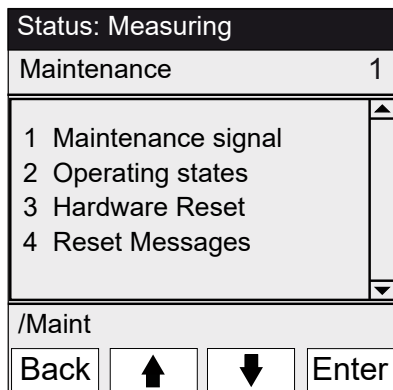 Status: Measuring
Maintenance 1
1 Maintenance signal
2 Operating states
3 Hardware Reset
4 Reset Messages
/Maint
Back Enter